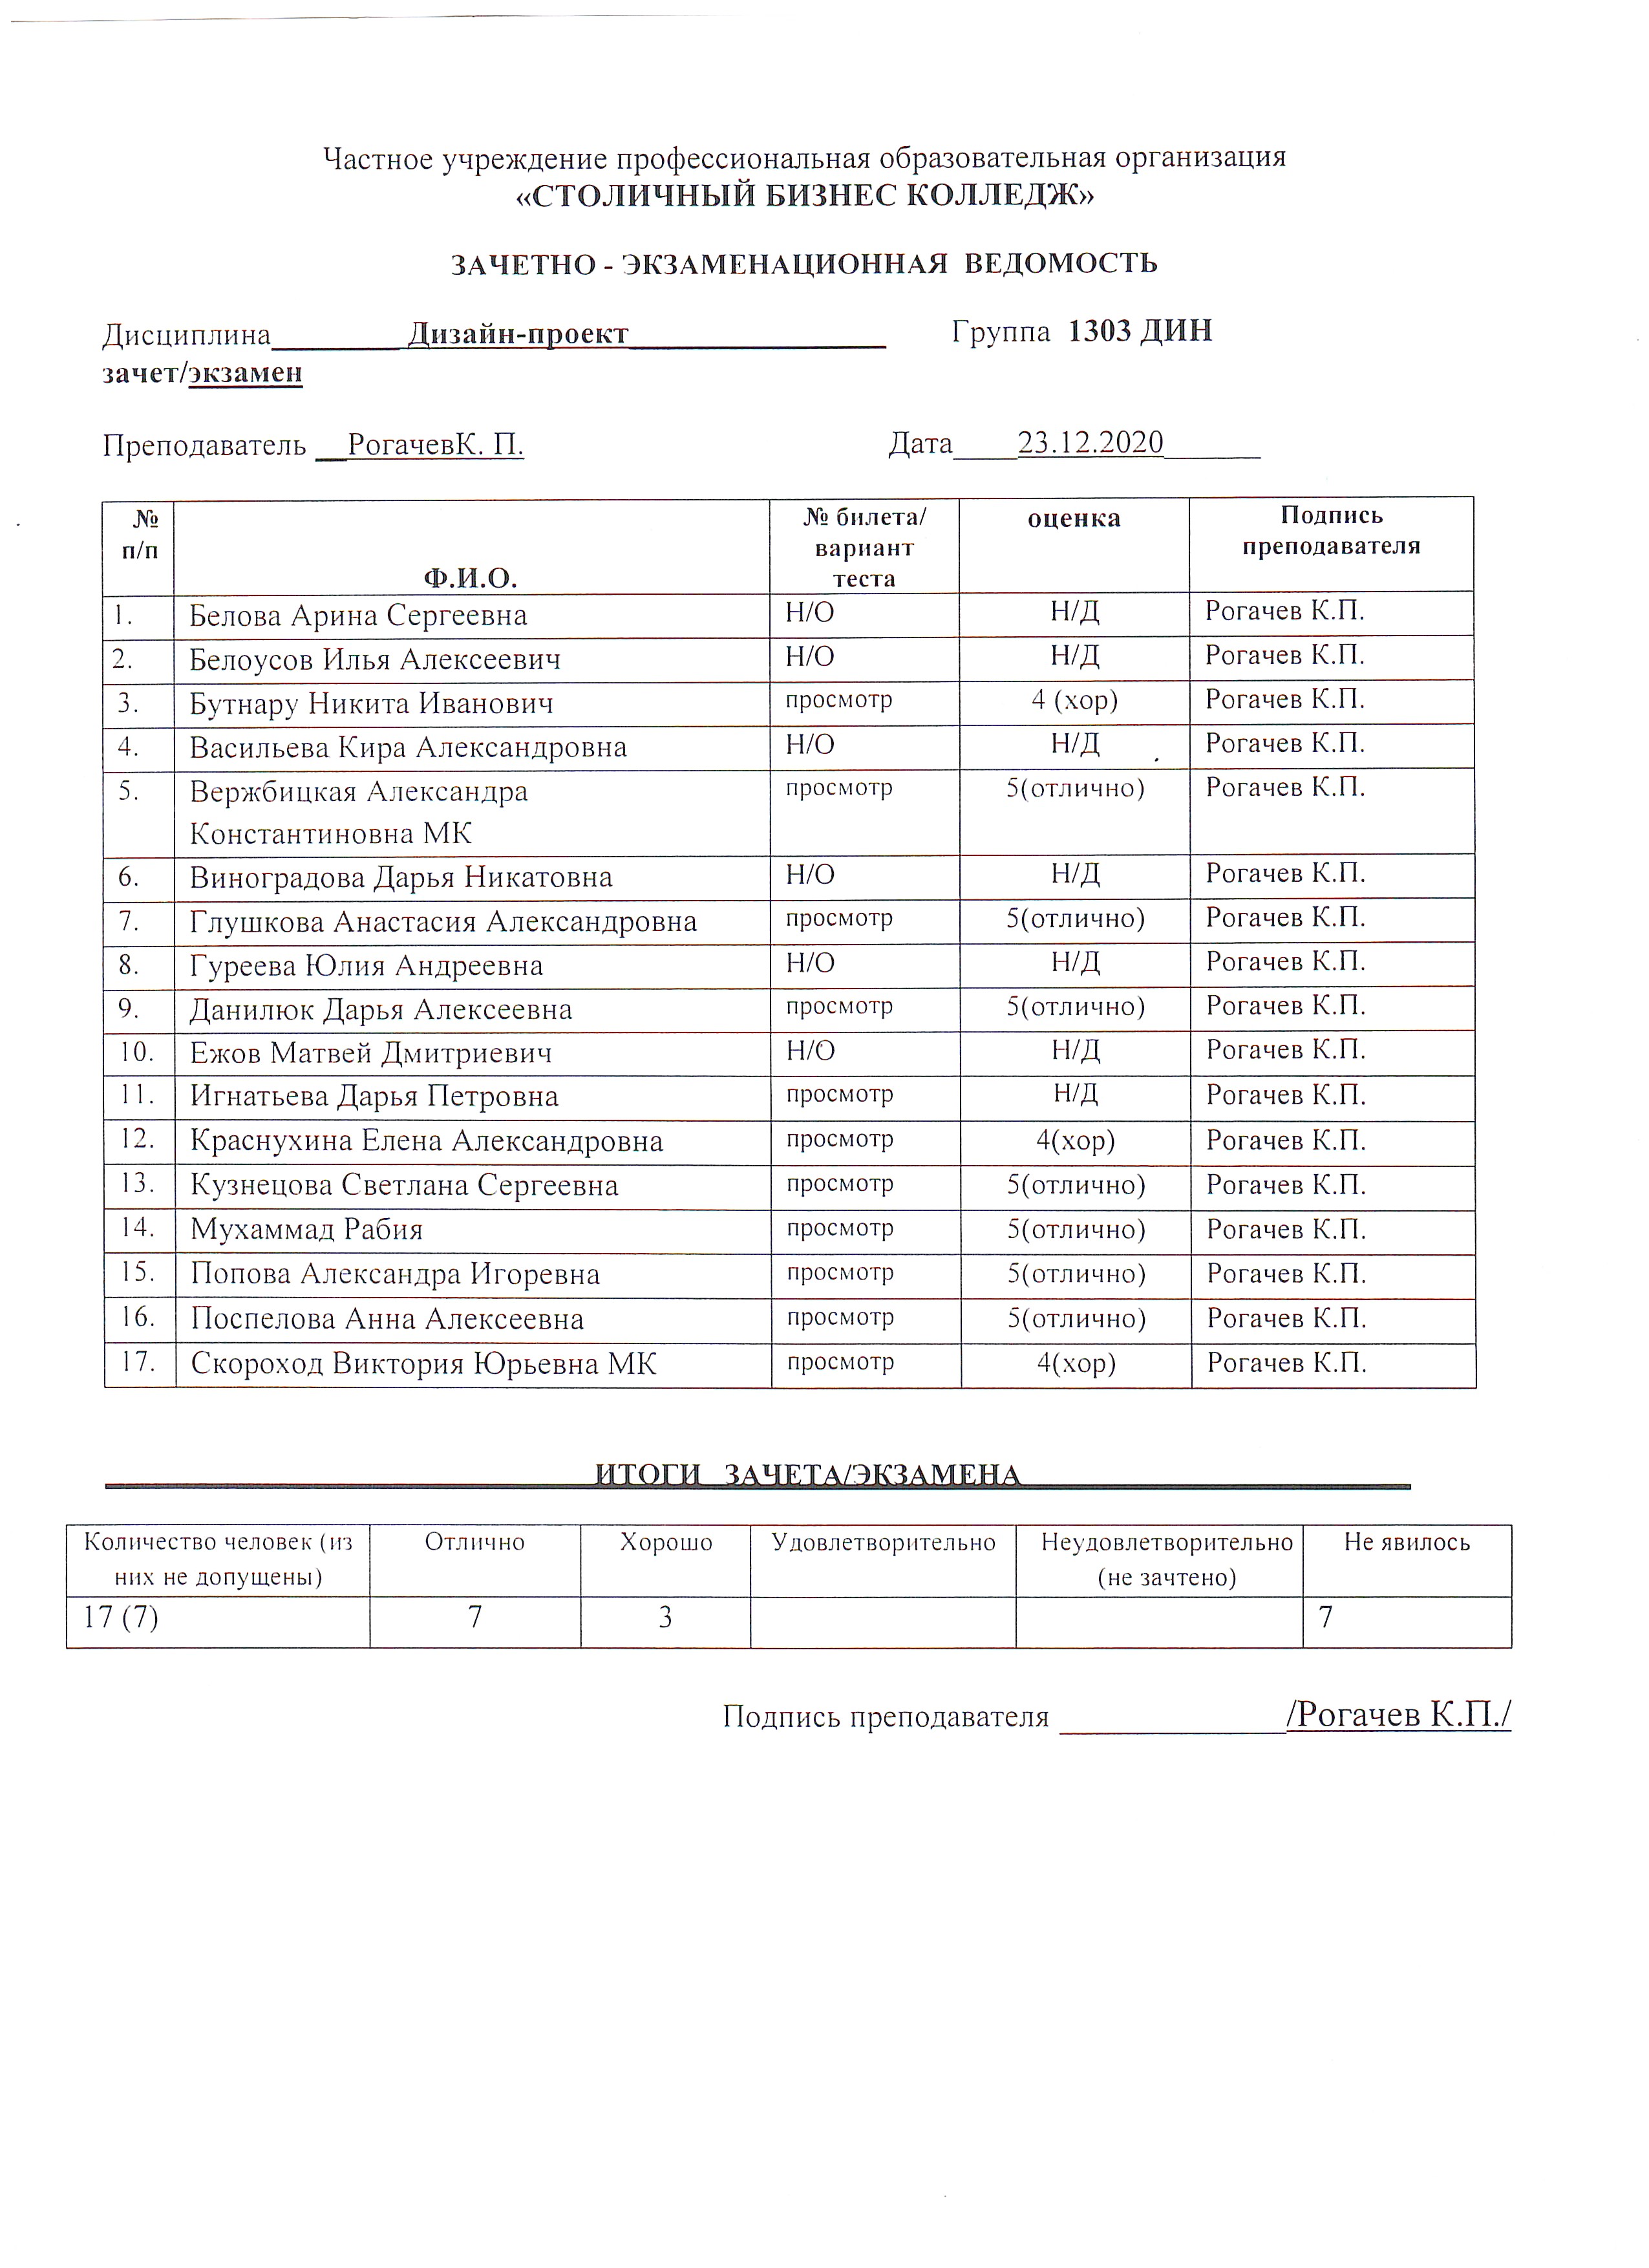 Частное учреждение профессиональная образовательная организация
«СТОЛИЧНЫЙ БИЗНЕС КОЛЛЕДЖ»
ЗАЧЕТНО - ЭКЗАМЕНАЦИОННАЯ ВЕДОМОСТЬ
Дисциплина________Дизайн-проект________________ Группа 1303 ДИН
зачет/экзамен
Преподаватель __РогачевК. П. Дата____23.12.2020______
№ п/п Ф.И.О. № билета/ вариант теста оценка Подпись преподавателя
1. Белова Арина Сергеевна Н/О Н/Д Рогачев К.П.
2. Белоусов Илья Алексеевич Н/О Н/Д Рогачев К.П.
3. Бутнару Никита Иванович просмотр 4 (хор) Рогачев К.П.
4. Васильева Кира Александровна Н/О Н/Д Рогачев К.П.
5. Вержбицкая Александра просмотр 5(отлично) Рогачев К.П.
Константиновна МК
6. Виноградова Дарья Никатовна Н/О Н/Д Рогачев К.П.
7. Глушкова Анастасия Александровна просмотр 5(отлично) Рогачев К.П.
8. Гуреева Юлия Андреевна Н/О Н/Д Рогачев К.П.
9. Данилюк Дарья Алексеевна просмотр 5(отлично) Рогачев К.П.
10. Ежов Матвей Дмитриевич Н/О Н/Д Рогачев К.П.
11. Игнатьева Дарья Петровна просмотр Н/Д Рогачев К.П.
12. Краснухина Елена Александровна просмотр 4(хор) Рогачев К.П.
13. Кузнецова Светлана Сергеевна просмотр 5(отлично) Рогачев К.П.
14. Мухаммад Рабия просмотр 5(отлично) Рогачев К.П.
15. Попова Александра Игоревна просмотр 5(отлично) Рогачев К.П.
16. Поспелова Анна Алексеевна просмотр 5(отлично) Рогачев К.П.
17. Скороход Виктория Юрьевна МК просмотр 4(хор) Рогачев К.П.
ИТОГИ ЗАЧЕТА/ЭКЗАМЕНА
Количество человек (из Отлично Хорошо Удовлетворительно Неудовлетворительно Не явилось
них не допущены) (не зачтено)
17 (7) 7 3 7
Подпись преподавателя ______________/Рогачев К.П./